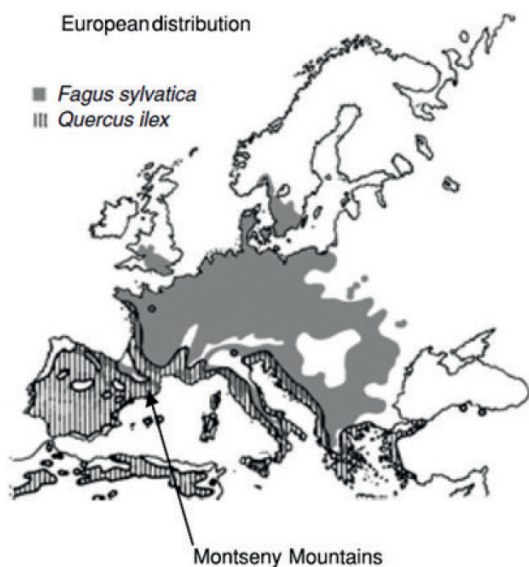 European distribution
Fagus sylvatica
Quercus ilex
Montseny Mountains